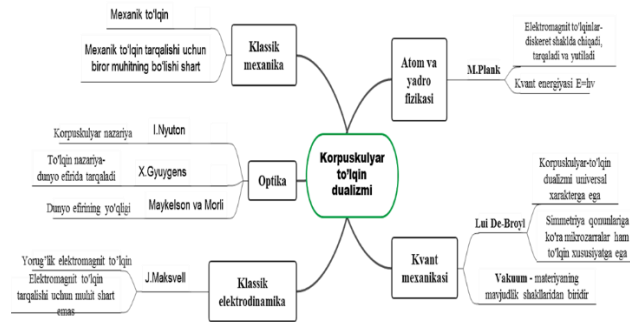 Mexanik to'lqin
Mexanik to'lqin tarqalishi uchun
biror muhitning bo'lishi shart
Klassik
mexanika
Korpuskulyar nazariya
I.Nyuton
To'lqin nazariya-
dunyo efirida tarqaladi
X.Gyuygens
Dunyo efirining yo'qligi
Maykelson va Morli
Optika
Yorug'lik elektromagnit to'lqin
Elektromagnit to'lqin
tarqalishi uchun muhit shart
emas
J.Maksvell
Klassik
elektrodinamika
Korpuskulyar
to'lqin
dualizmi
Atom va
yadro
fizikasi
M.Plank
Elektromagnit to'lqinlar-
diskeret shaklda chiqadi,
tarqaladi va yutiladi
Kvant energiyasi E=hv
Kvant
mexanikasi
Lui De-Broyl
Korpuskulyar-to'lqin
dualizmi universal
xarakterga ega
Simmetriya qonunlariga
ko'ra mikrozarralar ham
to'lqin xususiyatga ega
Vakuum - materiyaning
mavjudlik shakllaridan biridir